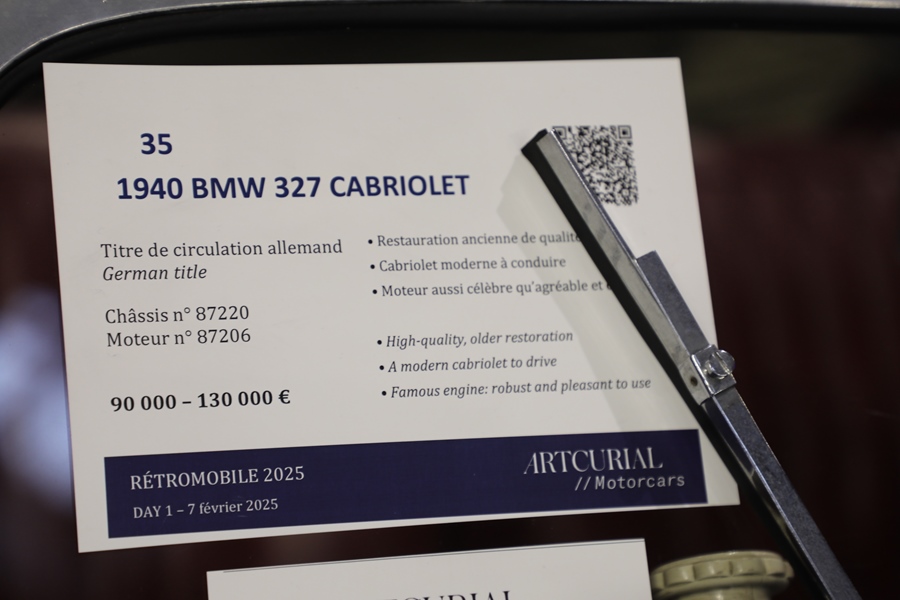 35
1940 BMW 327 CABRIOLET
Titre de circulation allemand
German title
Châssis n° 87220
Moteur n° 87206
90 000 – 130 000 €
• Restauration ancienne de qualité
• Cabriolet moderne à conduire
• Moteur aussi célèbre qu'agréable et
• High-quality, older restoration
• A modern cabriolet to drive
• Famous engine: robust and pleasant to use
RÉTROMOBILE 2025
DAY 1 – 7 février 2025
ARTCURIAL
// Motorcars